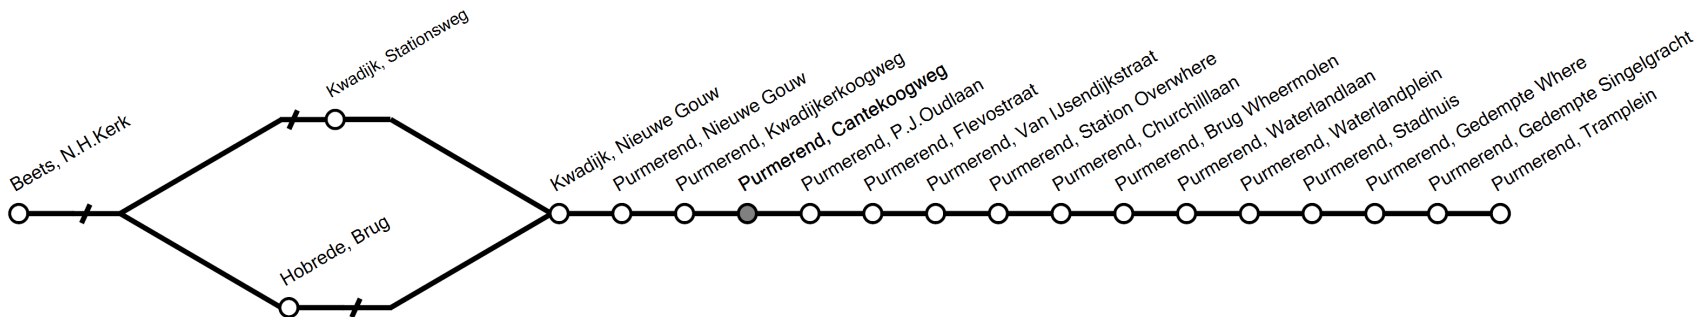 Beets, N.H.Kerk
Kwadijk, Stationsweg
Hobrede, Brug
Kwadijk, Nieuwe Gouw
Purmerend, Nieuwe Gouw
Purmerend, Kwadijkerkoogweg
Purmerend, Cantekoogweg
Purmerend, P.J.Oudlaan
Purmerend, Flevostraat
Purmerend, Van IJsendijkstraat
Purmerend, Station Overwhere
Purmerend, Churchilllaan
Purmerend, Brug Wheermolen
Purmerend, Waterlandlaan
Purmerend, Waterlandplein
Purmerend, Stadhuis
Purmerend, Gedempte Where
Purmerend, Gedempte Singelgracht
Purmerend, Tramplein